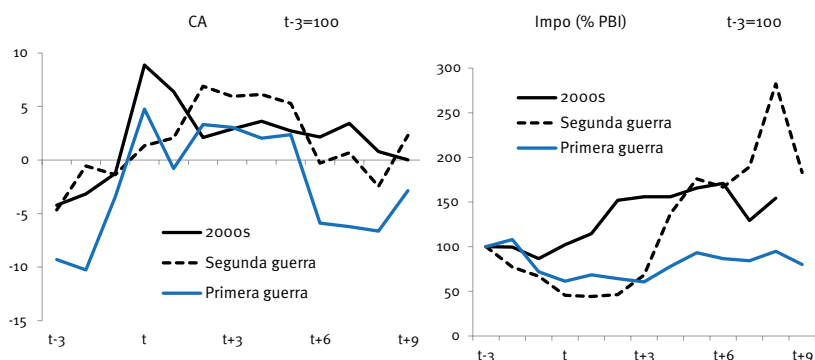 CA t-3=100
10
5
0
-5
-10
-15
2000s
Segunda guerra
Primera guerra
t-3 t t+3 t+6 t+9
Impo (% PBI) t-3=100
300
250
200
150
100
50
0
2000s
Segunda guerra
Primera guerra
t-3 t t+3 t+6 t+9